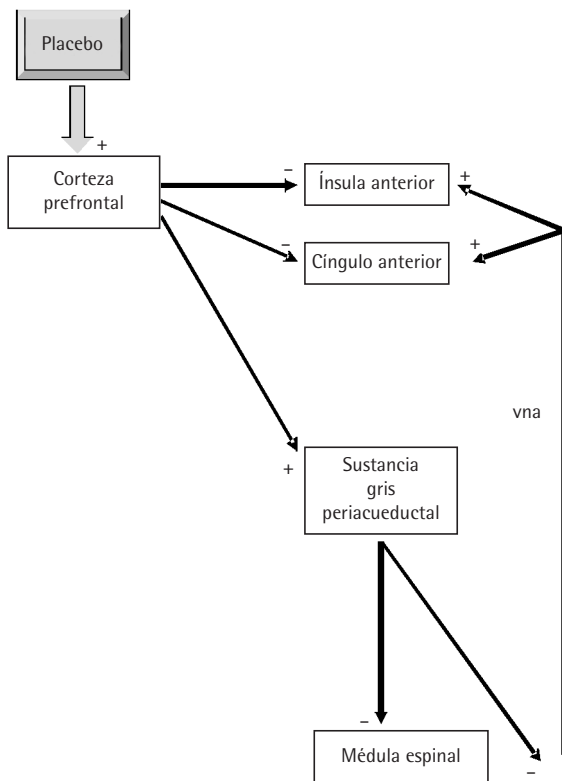 Placebo
+
Corteza
prefrontal
–
Ínsula anterior
+
–
Cíngulo anterior
+
vna
+
Sustancia
gris
periacueductal
–
Médula espinal
–